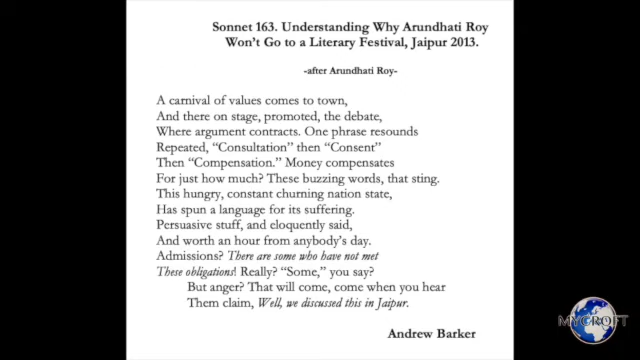 Sonnet 163. Understanding Why Arundhati Roy
Won't Go to a Literary Festival, Jaipur 2013.
-after Arundhati Roy-
A carnival of values comes to town,
And there on stage, promoted, the debate,
Where argument contracts. One phrase resounds
Repeated, “Consultation” then “Consent”
Then “Compensation.” Money compensates
For just how much? These buzzing words, that sting.
This hungry, constant churning nation state,
Has spun a language for its suffering.
Persuasive stuff, and eloquently said,
And worth an hour from anybody's day.
Admissions? There are some who have not met
These obligations! Really? “Some,” you say?
But anger? That will come, come when you hear
Them claim, Well, we discussed this in Jaipur.
Andrew Barker
MYCROFT